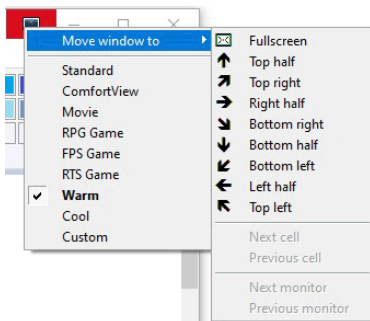 Move window to
Standard
ComfortView
Movie
RPG Game
FPS Game
RTS Game
Warm
Cool
Custom
Fullscreen
Top half
Top right
Right half
Bottom right
Bottom half
Bottom left
Left half
Top left
Next cell
Previous cell
Next monitor
Previous monitor